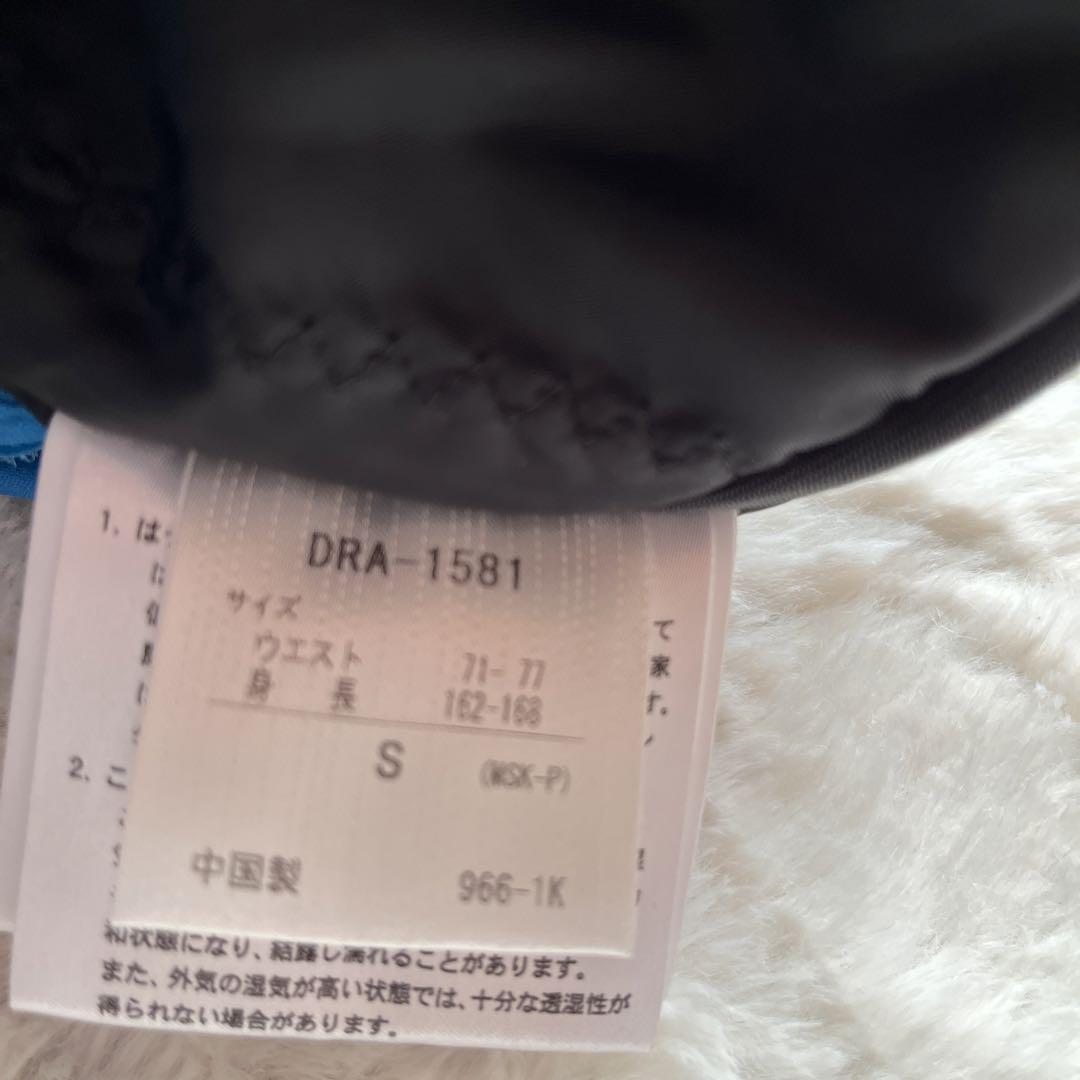 DRA-1581
サイズ
ウエスト 71-77
身 長 162-168
S (MSK-P)
中国製 966-1K
1. は
て
家
す。
2. こ
和状態になり、結露し濡れることがあります。
また、外気の湿気が高い状態では、十分な透湿性が
得られない場合があります。